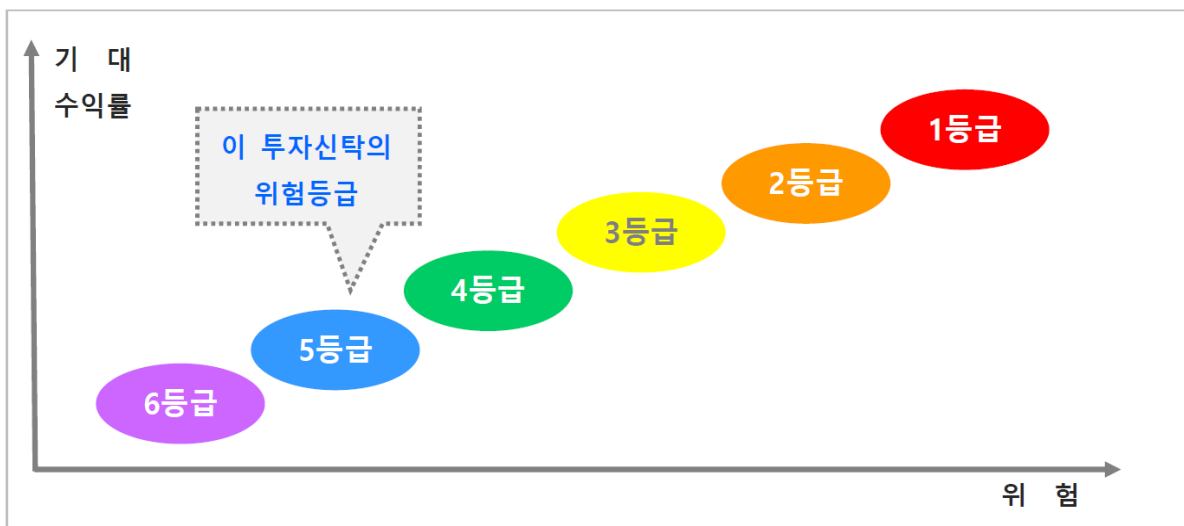 기 대
수익률
이 투자신탁의
위험등급
1등급
2등급
3등급
4등급
5등급
6등급
위 험